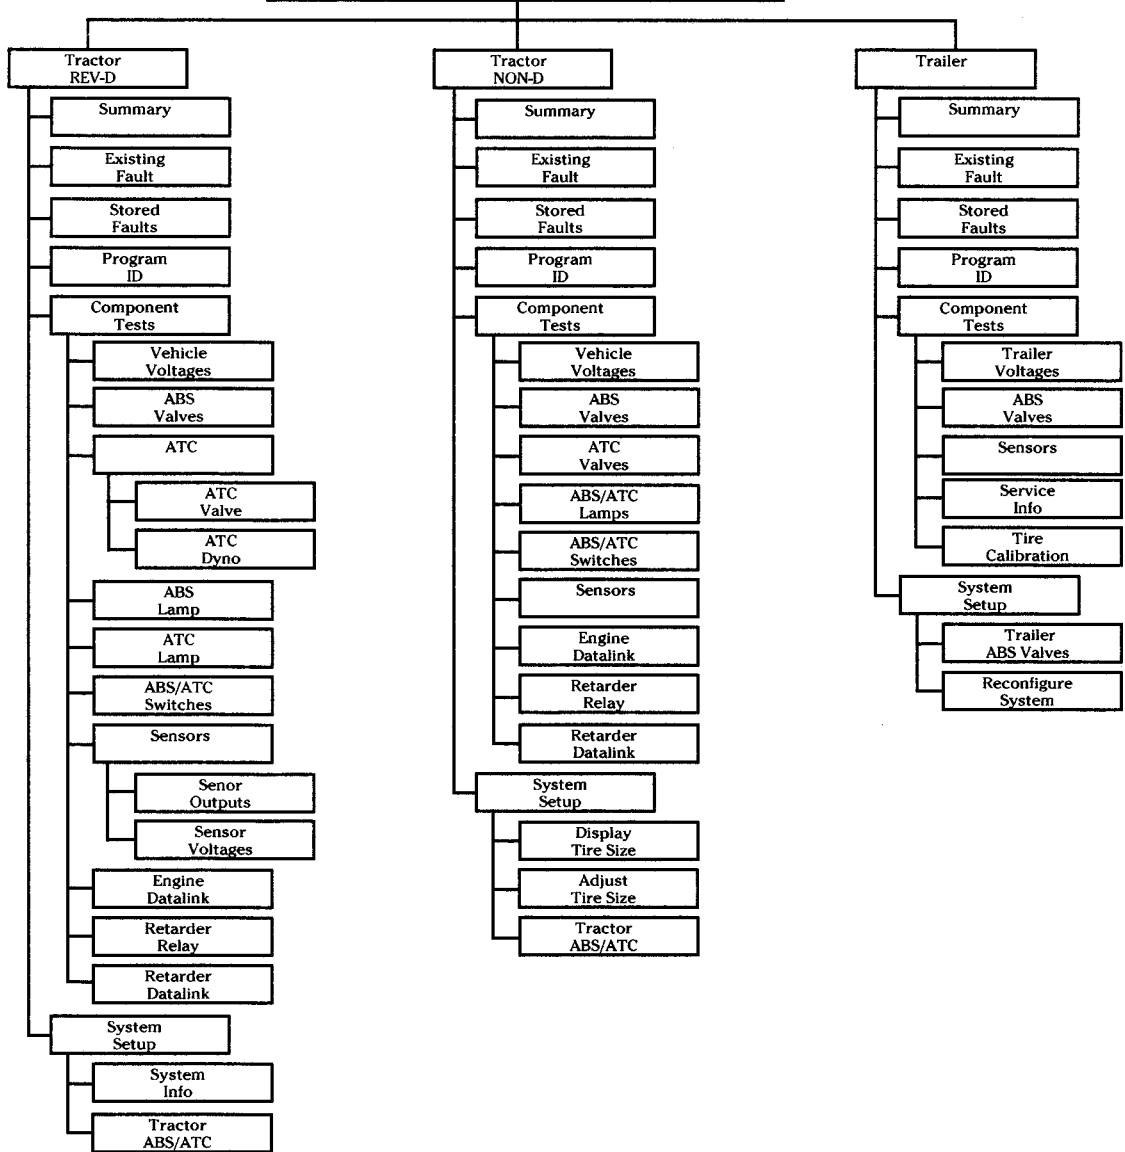 Tractor
REV-D
Summary
Existing
Fault
Stored
Faults
Program
ID
Component
Tests
Vehicle
Voltages
ABS
Valves
ATC
ATC
Valve
ATC
Dyno
ABS
Lamp
ATC
Lamp
ABS/ATC
Switches
Sensors
Senor
Outputs
Sensor
Voltages
Engine
Datalink
Retarder
Relay
Retarder
Datalink
System
Setup
System
Info
Tractor
ABS/ATC
Tractor
NON-D
Summary
Existing
Fault
Stored
Faults
Program
ID
Component
Tests
Vehicle
Voltages
ABS
Valves
ATC
Valves
ABS/ATC
Lamps
ABS/ATC
Switches
Sensors
Engine
Datalink
Retarder
Relay
Retarder
Datalink
System
Setup
Display
Tire Size
Adjust
Tire Size
Tractor
ABS/ATC
Trailer
Summary
Existing
Fault
Stored
Faults
Program
ID
Component
Tests
Trailer
Voltages
ABS
Valves
Sensors
Service
Info
Tire
Calibration
System
Setup
Trailer
ABS Valves
Reconfigure
System